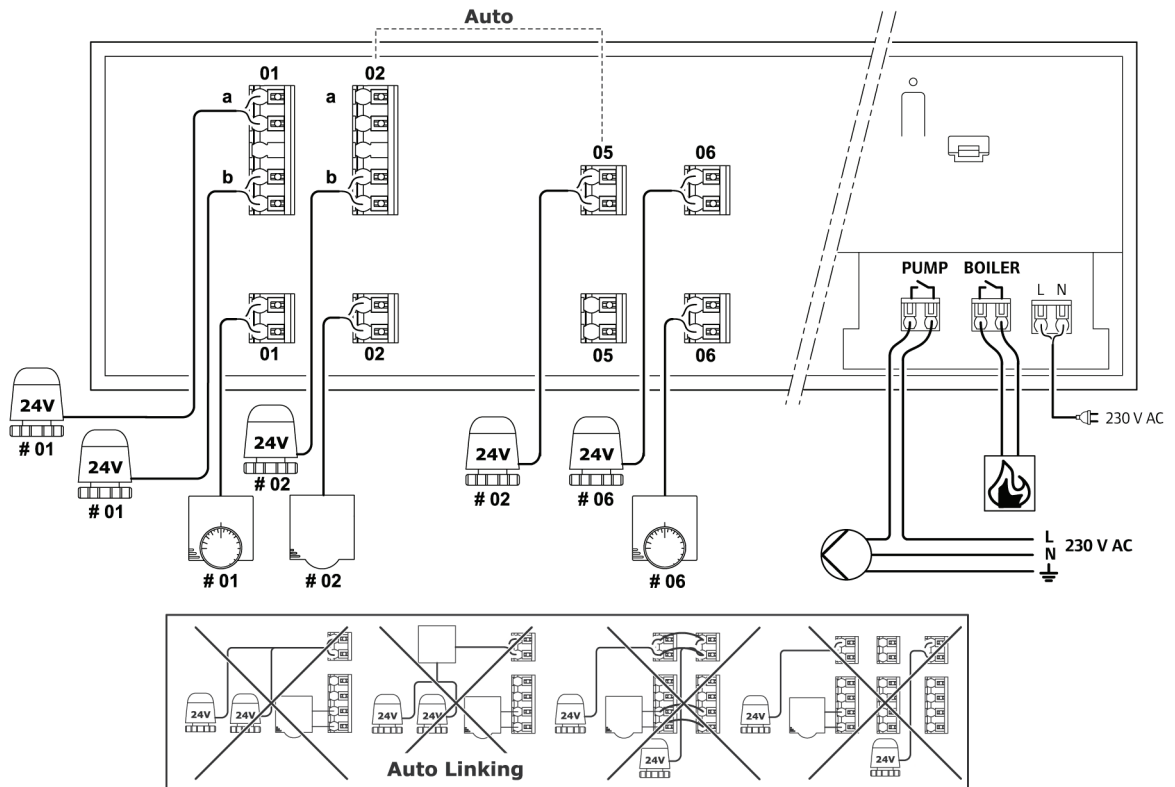 Auto
01 02
a a
05 06
b b
PUMP BOILER
L N
01 02 05 06
24V
# 01
24V
# 01
24V
# 02
24V
# 02
24V
# 06
230 V AC
# 01 # 02 # 06
L
N 230 V AC
24V 24V
24V 24V
24V
24V
24V
24V
Auto Linking